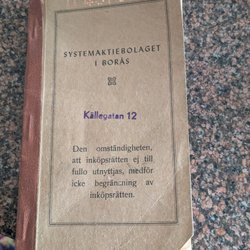 SYSTEMAKTIEBOLAGET
I BORÅS
Källegatan 12
Den omständigheten,
att inköpsrätten ej till
fullo utnyttjas, medför
icke begränsning av
inköpsrätten.